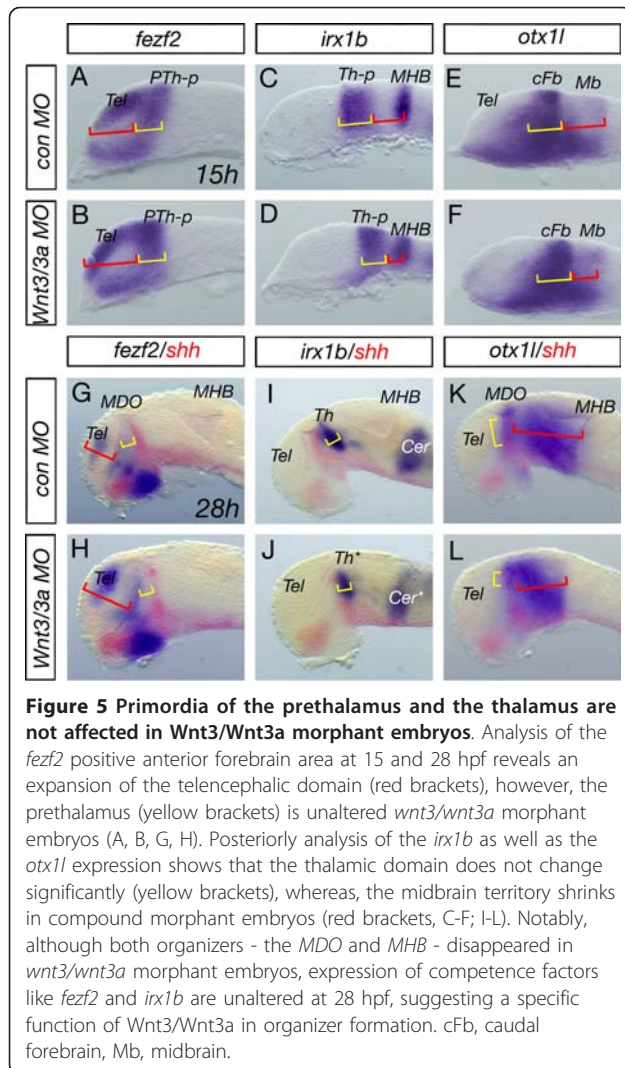 fezf2 irx1b otx1l
con MO
A PTh-p Tel 15h
C Th-p MHB
E cFb Mb Tel
Wnt3/3a MO
B PTh-p Tel
D Th-p MHB
F cFb Mb
fezf2/shh irx1b/shh otx1l/shh
con MO
G MHB MDO Tel 28h
I MHB Th Cer Tel
K MDO MHB Tel
Wnt3/3a MO
H Tel
J Th* Tel Cer*
L Tel
Figure 5 Primordia of the prethalamus and the thalamus are
not affected in Wnt3/Wnt3a morphant embryos. Analysis of the
fezf2 positive anterior forebrain area at 15 and 28 hpf reveals an
expansion of the telencephalic domain (red brackets), however, the
prethalamus (yellow brackets) is unaltered wnt3/wnt3a morphant
embryos (A, B, G, H). Posteriorly analysis of the irx1b as well as the
otx1l expression shows that the thalamic domain does not change
significantly (yellow brackets), whereas, the midbrain territory shrinks
in compound morphant embryos (red brackets, C-F; I-L). Notably,
although both organizers - the MDO and MHB - disappeared in
wnt3/wnt3a morphant embryos, expression of competence factors
like fezf2 and irx1b are unaltered at 28 hpf, suggesting a specific
function of Wnt3/Wnt3a in organizer formation. cFb, caudal
forebrain, Mb, midbrain.